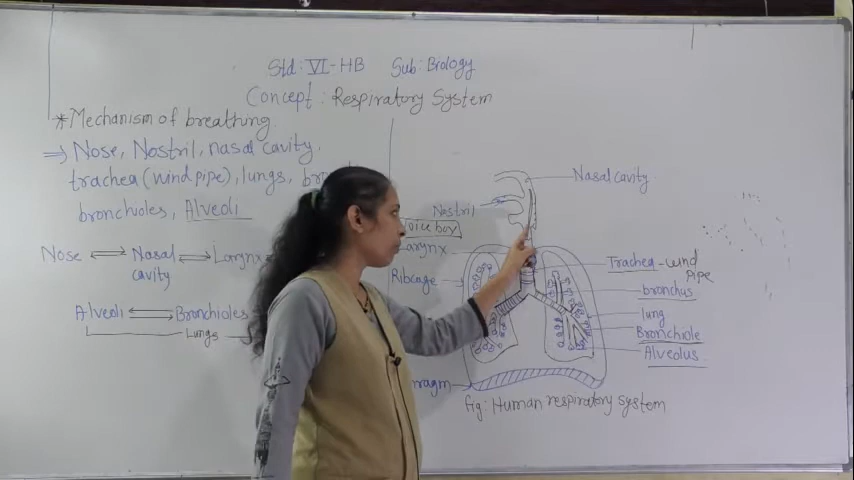 Std: VI-HB Sub: Biology
Concept: Respiratory System
*Mechanism of breathing.
⇒ Nose, Nostril, nasal cavity,
trachea (windpipe), lungs,
bronchioles, Alveoli
Nose ⇌ Nasal cavity ⇌ Larynx
Alveoli ⇌ Bronchioles
Lungs
Nasal cavity
Nostril
Voice box
Larynx
Ribcage
Trachea - wind pipe
bronchus
lung
Bronchiole
Alveolus
fig: Human respiratory system